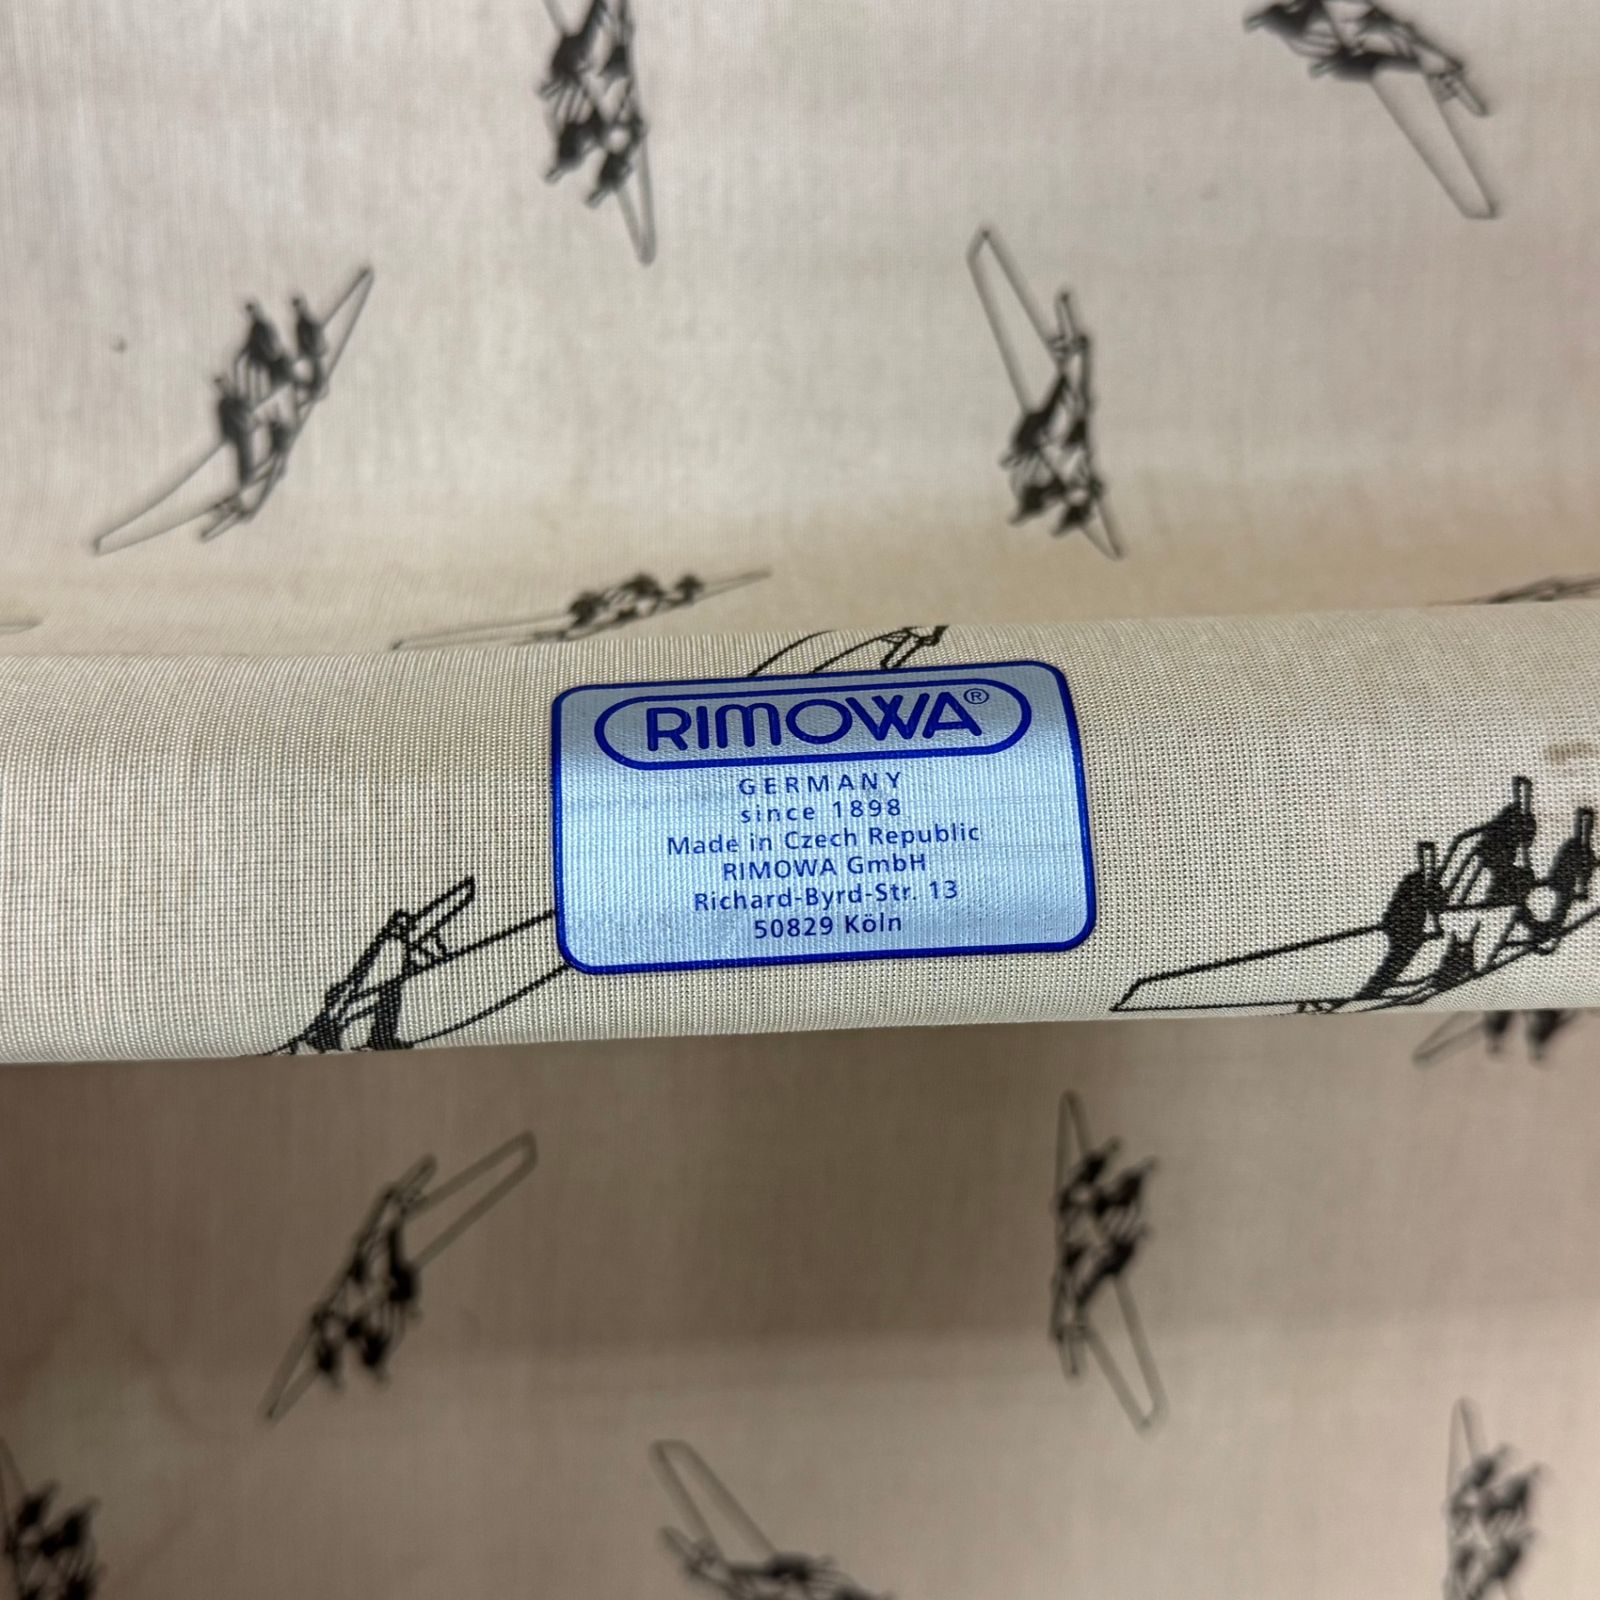 RIMOWA®
GERMANY
since 1898
Made in Czech Republic
RIMOWA GmbH
Richard-Byrd-Str. 13
50829 Köln